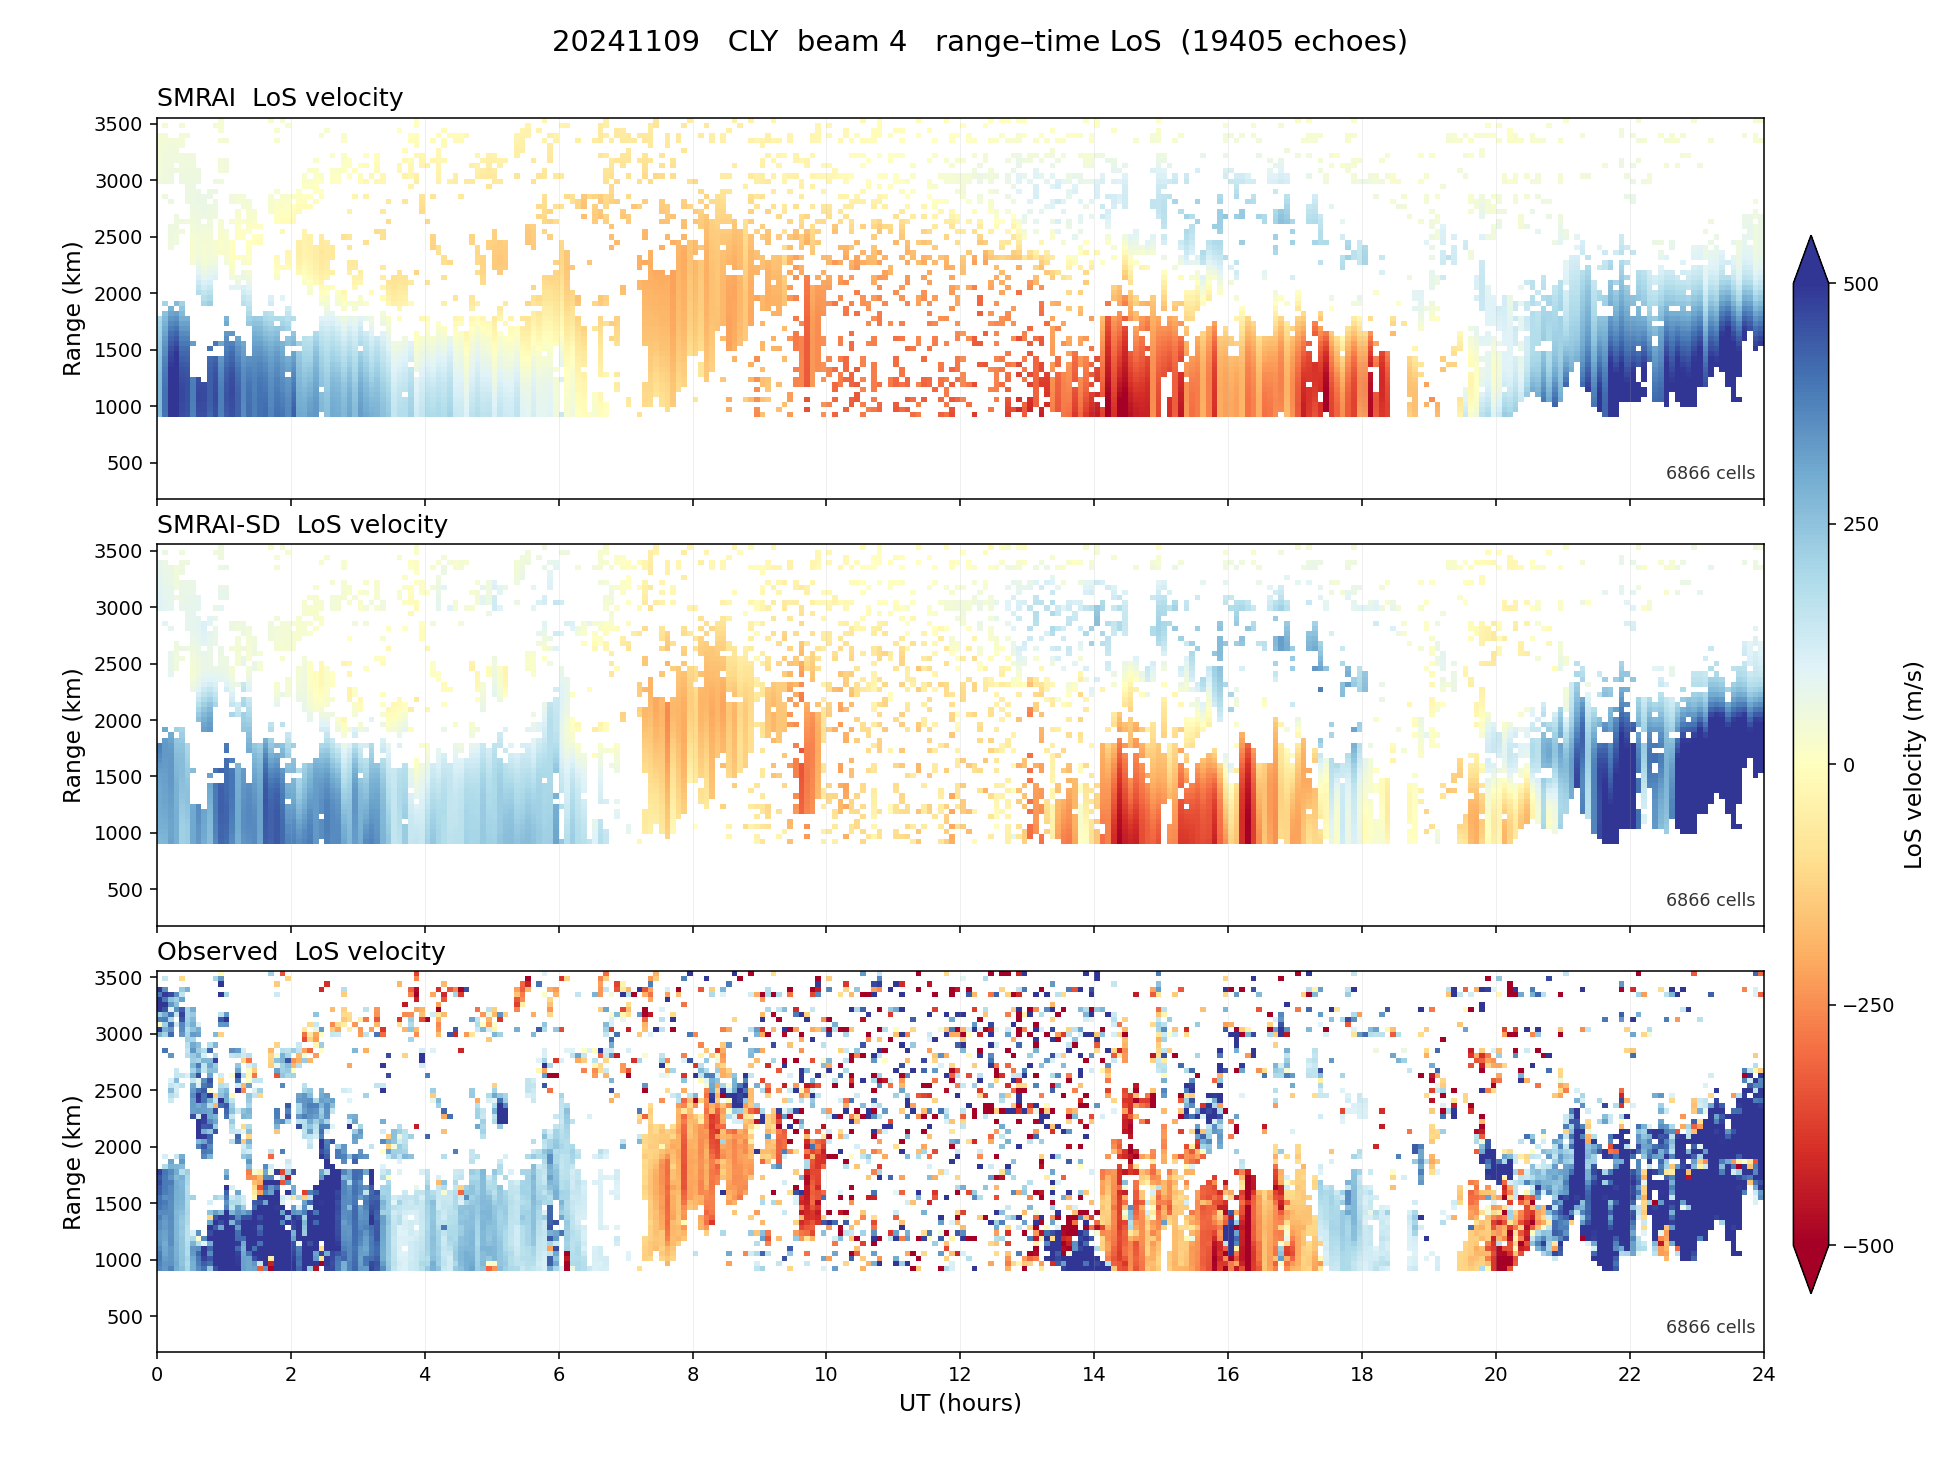 20241109   CLY  beam 4   range–time LoS  (19405 echoes)
SMRAI  LoS velocity
3500
3000
2500
2000
1500
1000
500
Range (km)
6866 cells
SMRAI-SD  LoS velocity
3500
3000
2500
2000
1500
1000
500
Range (km)
6866 cells
Observed  LoS velocity
3500
3000
2500
2000
1500
1000
500
Range (km)
6866 cells
0 2 4 6 8 10 12 14 16 18 20 22 24
UT (hours)
500
250
0
−250
−500
LoS velocity (m/s)